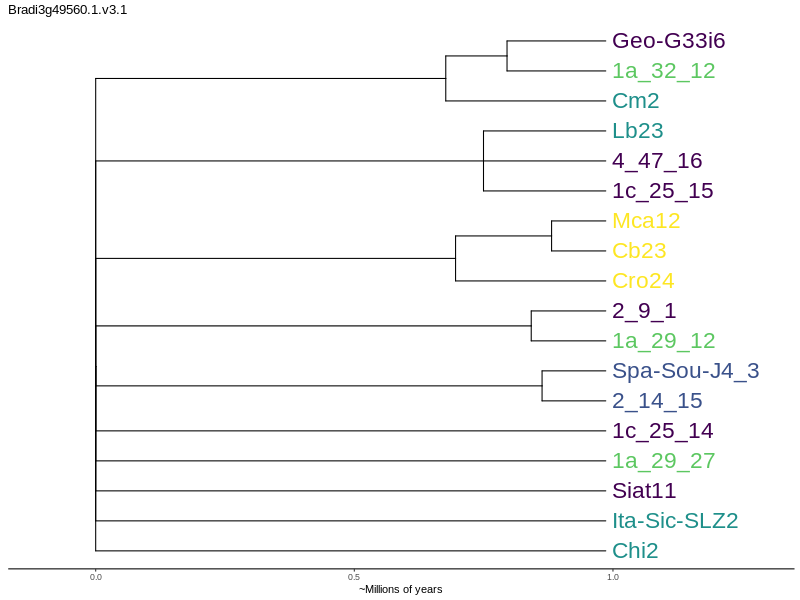 Bradi3g49560.1.v3.1
Geo-G33i6
1a_32_12
Cm2
Lb23
4_47_16
1c_25_15
Mca12
Cb23
Cro24
2_9_1
1a_29_12
Spa-Sou-J4_3
2_14_15
1c_25_14
1a_29_27
Siat11
Ita-Sic-SLZ2
Chi2
0.0 0.5 1.0
~Millions of years